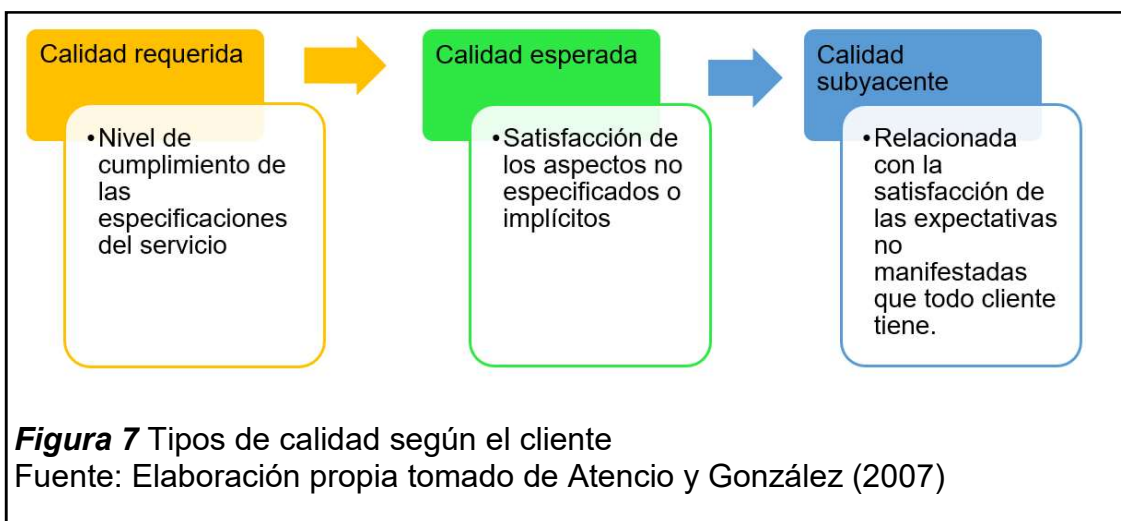 Calidad requerida
•Nivel de
cumplimiento de
las
especificaciones
del servicio
Calidad esperada
•Satisfacción de
los aspectos no
especificados o
implícitos
Calidad
subyacente
•Relacionada
con la
satisfacción de
las expectativas
no
manifestadas
que todo cliente
tiene.
Figura 7 Tipos de calidad según el cliente
Fuente: Elaboración propia tomado de Atencio y González (2007)